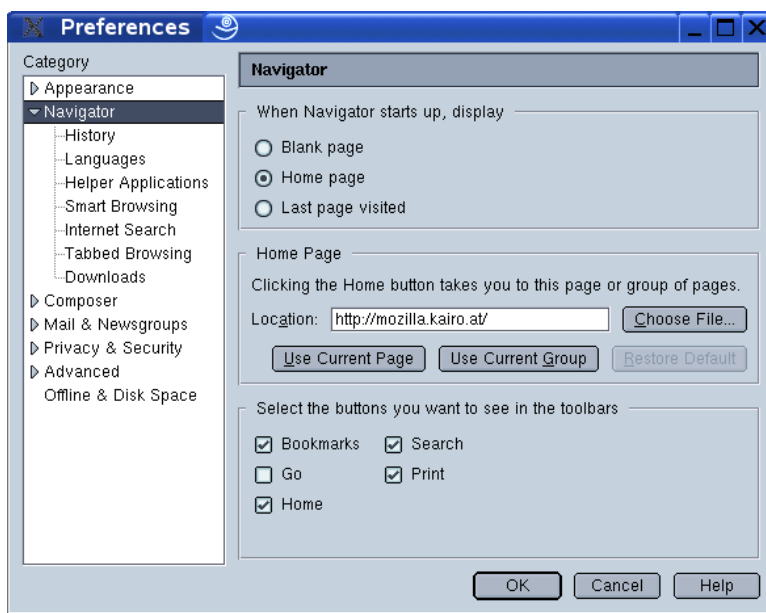 Preferences
Category
Appearance
Navigator
History
Languages
Helper Applications
Smart Browsing
Internet Search
Tabbed Browsing
Downloads
Composer
Mail & Newsgroups
Privacy & Security
Advanced
Offline & Disk Space
Navigator
When Navigator starts up, display
Blank page
Home page
Last page visited
Home Page
Clicking the Home button takes you to this page or group of pages.
Location: http://mozilla.kairo.at/ Choose File...
Use Current Page Use Current Group Restore Default
Select the buttons you want to see in the toolbars
Bookmarks Search
Go Print
Home
OK Cancel Help